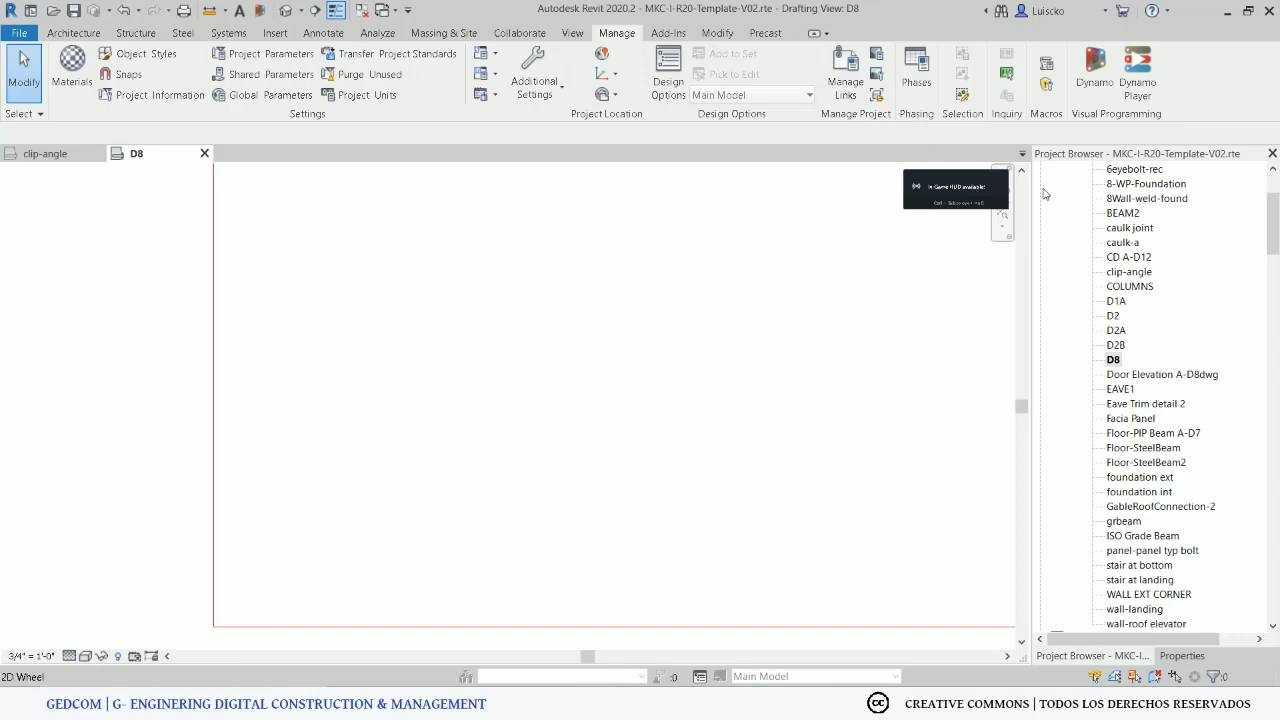 Autodesk Revit 2020.2 - MKC-I-R20-Template-V02.rte - Drafting View: D8
Luiscko
File Architecture Structure Steel Systems Insert Annotate Analyze Massing & Site Collaborate View Manage Add-Ins Modify Precast
Object Styles Project Parameters Transfer Project Standards Add to Set
Snaps Shared Parameters Purge Unused Pick to Edit
Modify Materials Additional Settings Design Options Manage Links Phases Dynamo Dynamo Player
Project Information Global Parameters Project Units Main Model
Select Settings Project Location Design Options Manage Project Phasing Selection Inquiry Macros Visual Programming
clip-angle D8 Project Browser - MKC-I-R20-Template-V02.rte
In-Game HUD available!
6eyebolt-rec
8-WP-Foundation
8Wall-weld-found
BEAM2
caulk joint
caulk-a
CD A-D12
clip-angle
COLUMNS
D1A
D2
D2A
D2B
D8
Door Elevation A-D8dwg
EAVE1
Eave Trim detail 2
Facia Panel
Floor-PIP Beam A-D7
Floor-SteelBeam
Floor-SteelBeam2
foundation ext
foundation int
GableRoofConnection-2
grbeam
ISO Grade Beam
panel-panel typ bolt
stair at bottom
stair at landing
WALL EXT CORNER
wall-landing
wall-roof elevator
3/4" = 1'-0" Project Browser - MKC-I... Properties
2D Wheel :0 Main Model :0
GEDCOM | G- ENGINERING DIGITAL CONSTRUCTION & MANAGEMENT
cc CREATIVE COMMONS | TODOS LOS DERECHOS RESERVADOS